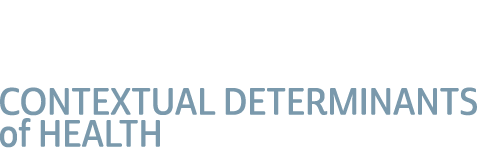 CONTEXTUAL DETERMINANTS
of HEALTH